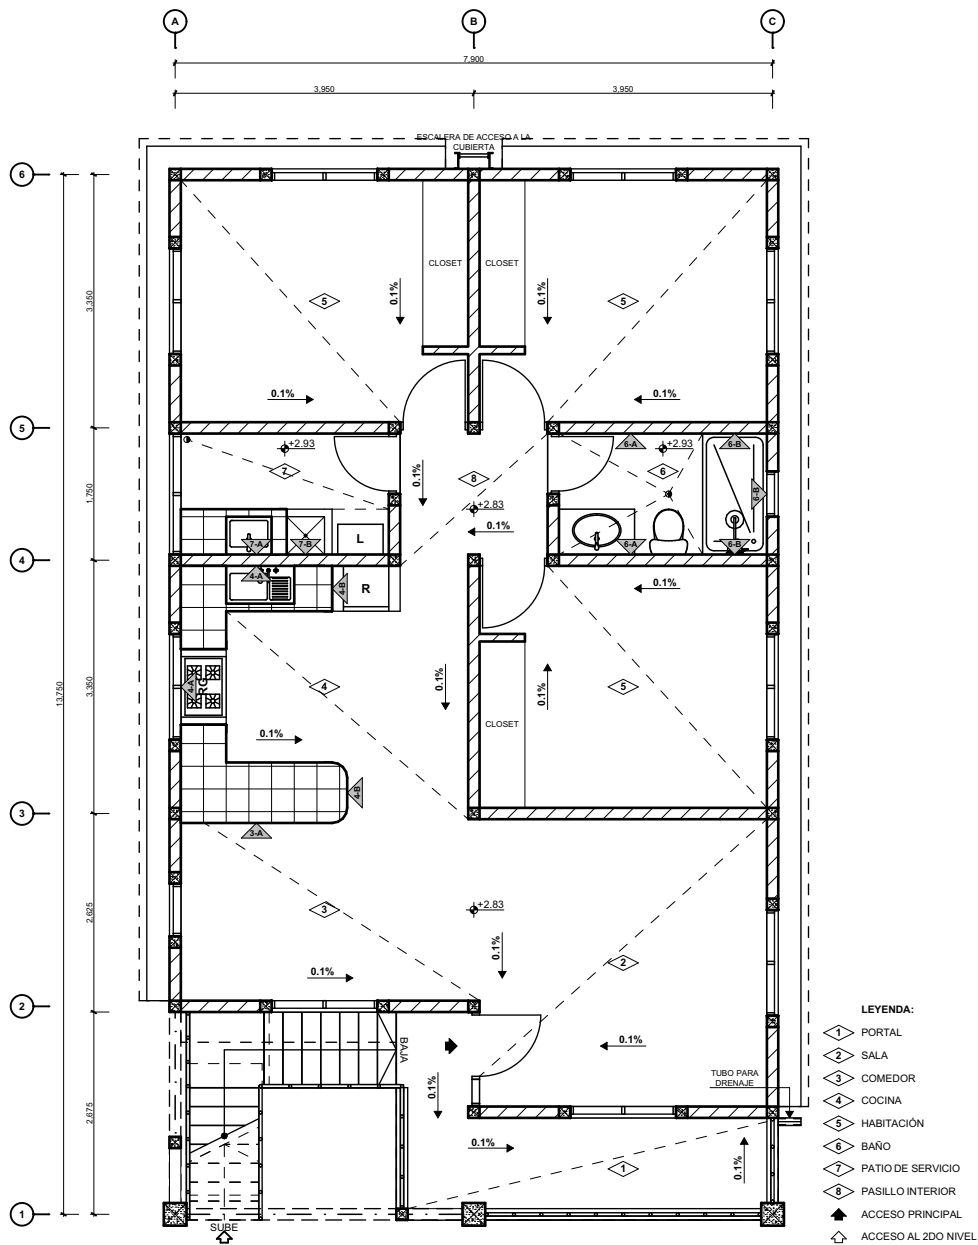 A
B
C
7,900
3,950
3,950
ESCALERA DE ACCESO A LA
CUBIERTA
6
CLOSET
CLOSET
3,350
5
0.1%
0.1%
5
0.1%
0.1%
5
+2.93
7
6-A
+2.93
6-B
6
8
0.1%
1,750
6-B
+2.83
0.1%
L
7-A
7-B
6-A
6-B
4
4-A
4-B
R
0.1%
13,750
3,350
4-A
RG
4
0.1%
0.1%
5
0.1%
CLOSET
4-B
3
3-A
2,625
3
+2.83
0.1%
2
0.1%
2
LEYENDA:
1 PORTAL
2 SALA
3 COMEDOR
4 COCINA
5 HABITACIÓN
6 BAÑO
7 PATIO DE SERVICIO
8 PASILLO INTERIOR
ACCESO PRINCIPAL
ACCESO AL 2DO NIVEL
BAJA
0.1%
TUBO PARA
DRENAJE
2,675
0.1%
0.1%
1
0.1%
1
SUBE